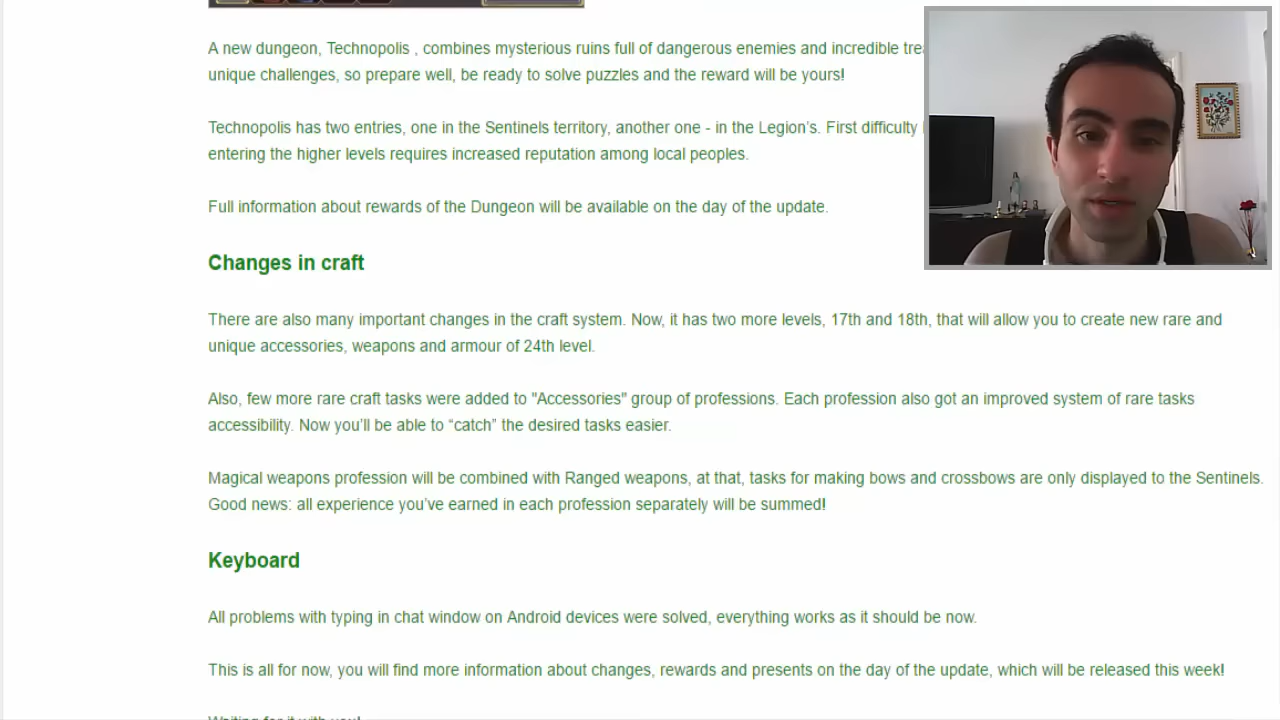 A new dungeon, Technopolis , combines mysterious ruins full of dangerous enemies and incredible
unique challenges, so prepare well, be ready to solve puzzles and the reward will be yours!
Technopolis has two entries, one in the Sentinels territory, another one - in the Legion's. First difficulty
entering the higher levels requires increased reputation among local peoples.
Full information about rewards of the Dungeon will be available on the day of the update.
Changes in craft
There are also many important changes in the craft system. Now, it has two more levels, 17th and 18th, that will allow you to create new rare and
unique accessories, weapons and armour of 24th level.
Also, few more rare craft tasks were added to "Accessories" group of professions. Each profession also got an improved system of rare tasks
accessibility. Now you'll be able to “catch” the desired tasks easier.
Magical weapons profession will be combined with Ranged weapons, at that, tasks for making bows and crossbows are only displayed to the Sentinels.
Good news: all experience you've earned in each profession separately will be summed!
Keyboard
All problems with typing in chat window on Android devices were solved, everything works as it should be now.
This is all for now, you will find more information about changes, rewards and presents on the day of the update, which will be released this week!
Waiting for it with you!